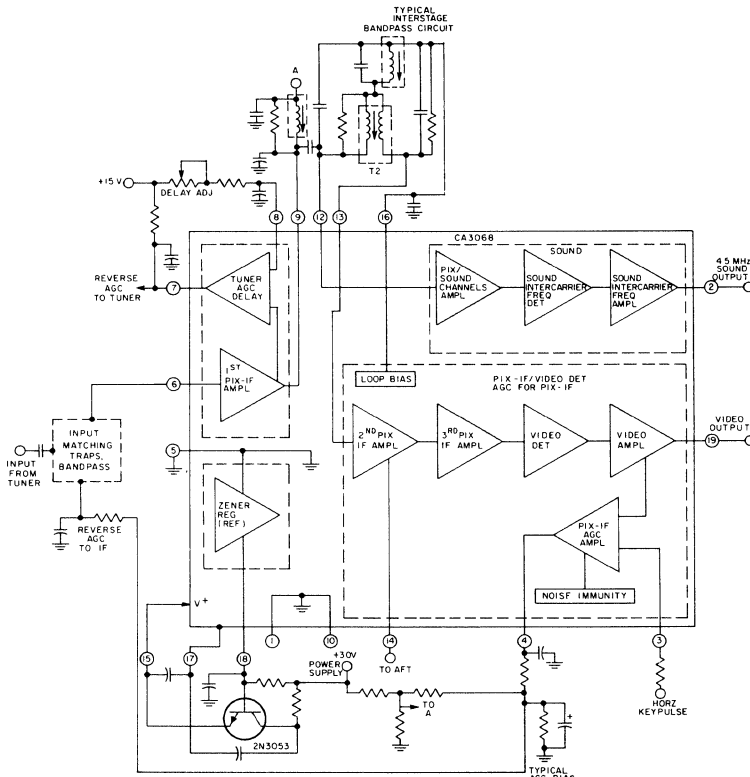 TYPICAL
INTERSTAGE
BANDPASS CIRCUIT
A
T2
+15V
DELAY ADJ
8
9
12
13
16
CA3068
SOUND
REVERSE
AGC
TO TUNER
7
TUNER
AGC
DELAY
PIX/
SOUND
CHANNELS
AMPL
SOUND
INTERCARRIER
FREQ
DET
SOUND
INTERCARRIER
FREQ
AMPL
2
4.5 MHz
SOUND
OUTPUT
6
1ST
PIX-IF
AMPL
LOOP BIAS
PIX-IF/VIDEO DET
AGC FOR PIX-IF
INPUT
MATCHING
TRAPS,
BANDPASS
INPUT
FROM
TUNER
5
2ND PIX
IF AMPL
3RD PIX
IF AMPL
VIDEO
DET
VIDEO
AMPL
VIDEO
OUTPUT
19
ZENER
REG
(REF)
REVERSE
AGC
TO IF
PIX-IF
AGC
AMPL
NOISE IMMUNITY
V+
15
17
18
1
10
14
TO AFT
4
3
+30V
POWER
SUPPLY
TO
A
HORZ
KEYPULSE
2N3053
TYPICAL